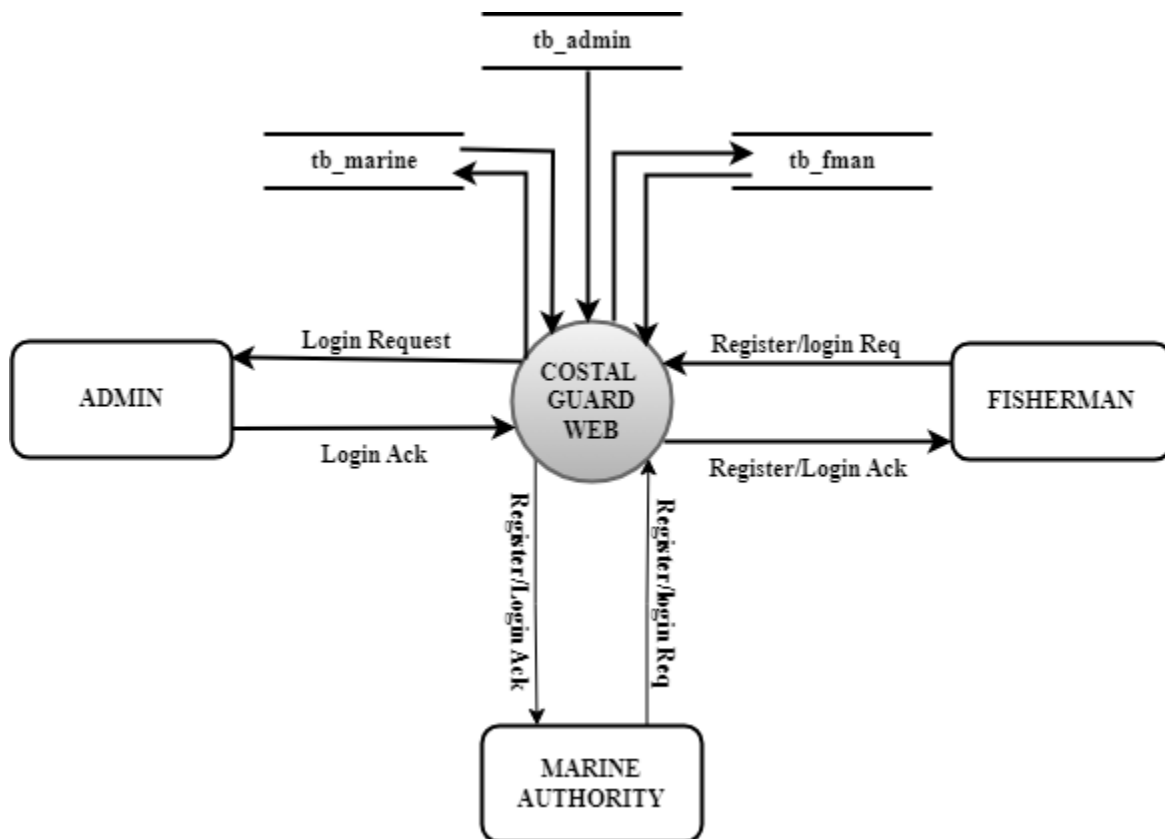 tb_admin
tb_marine
tb_fman
Login Request
Register/login Req
ADMIN
COSTAL
GUARD
WEB
FISHERMAN
Login Ack
Register/Login Ack
Register/Login Ack
Register/login Req
MARINE
AUTHORITY